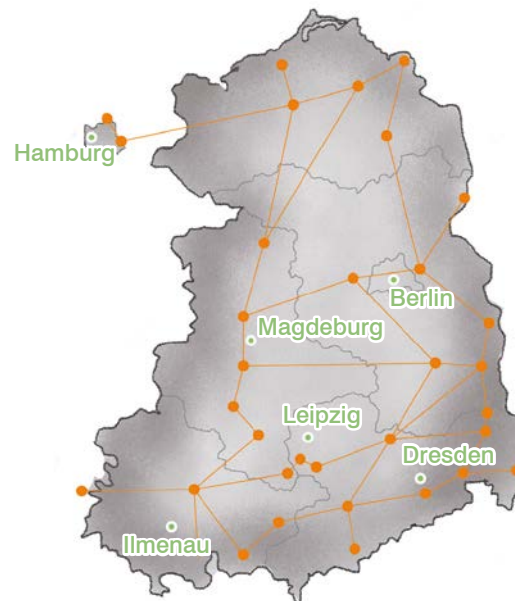 Hamburg
Berlin
Magdeburg
Leipzig
Dresden
Ilmenau